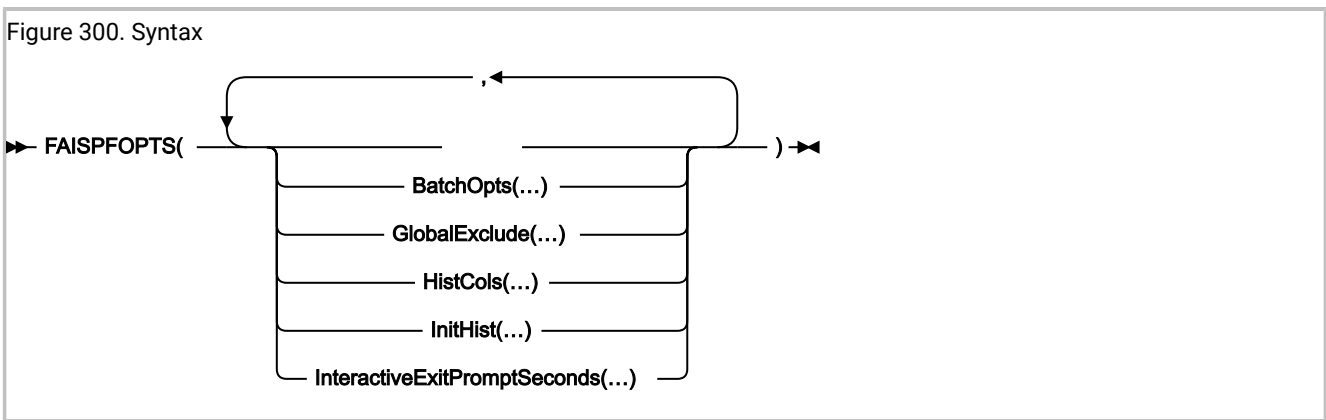 Figure 300. Syntax
,
FAISPFOPTS( )
BatchOpts(...)
GlobalExclude(...)
HistCols(...)
InitHist(...)
InteractiveExitPromptSeconds(...)